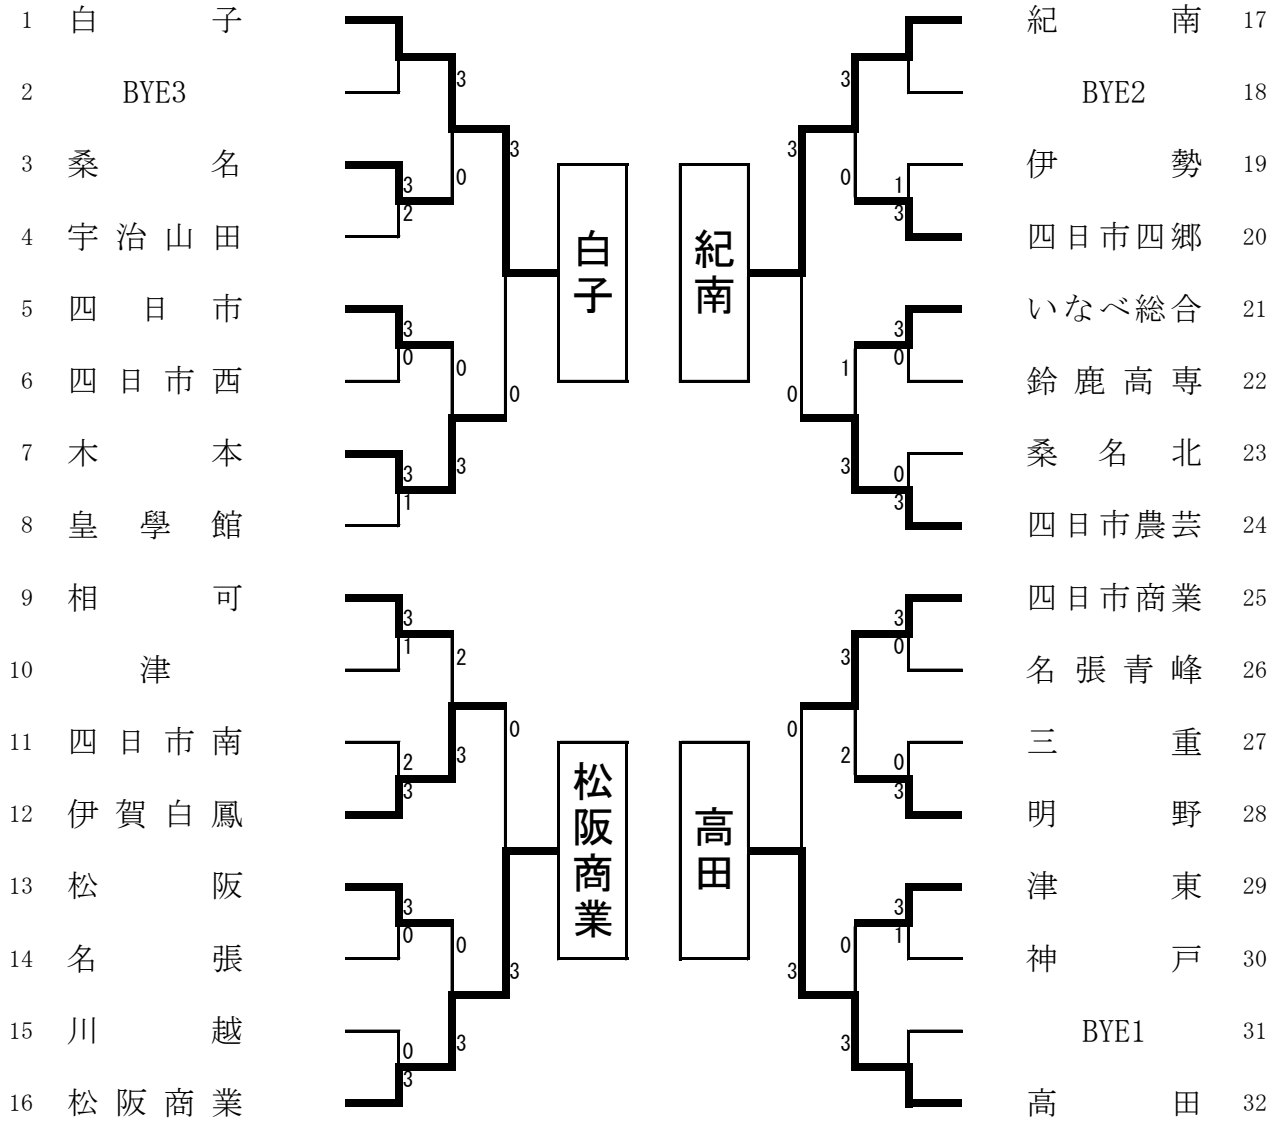 1 白子
2 BYE3
3 桑名
4 宇治山田
5 四日市
6 四日市西
7 木本
8 皇學館
9 相可
10 津
11 四日市南
12 伊賀白鳳
13 松阪
14 名張
15 川越
16 松阪商業
3
3
0
3
2
3
0
0
0
3
1
3
3
1
2
0
2
3
3
3
0
0
3
0
3
3
白子
松阪商業
紀南
高田
3
3
0
1
3
3
0
1
0
3
0
3
3
0
3
0
2
0
3
3
1
0
3
3
紀南 17
BYE2 18
伊勢 19
四日市四郷 20
いなべ総合 21
鈴鹿高専 22
桑名北 23
四日市農芸 24
四日市商業 25
名張青峰 26
三重 27
明野 28
津東 29
神戸 30
BYE1 31
高田 32